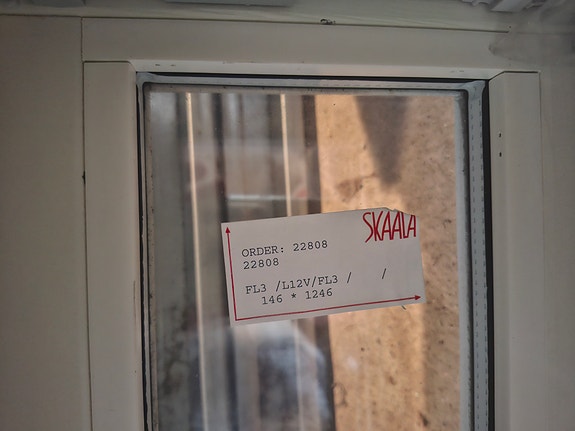 SKAALA
ORDER: 22808
22808
FL3 /L12V/FL3 / /
146 * 1246